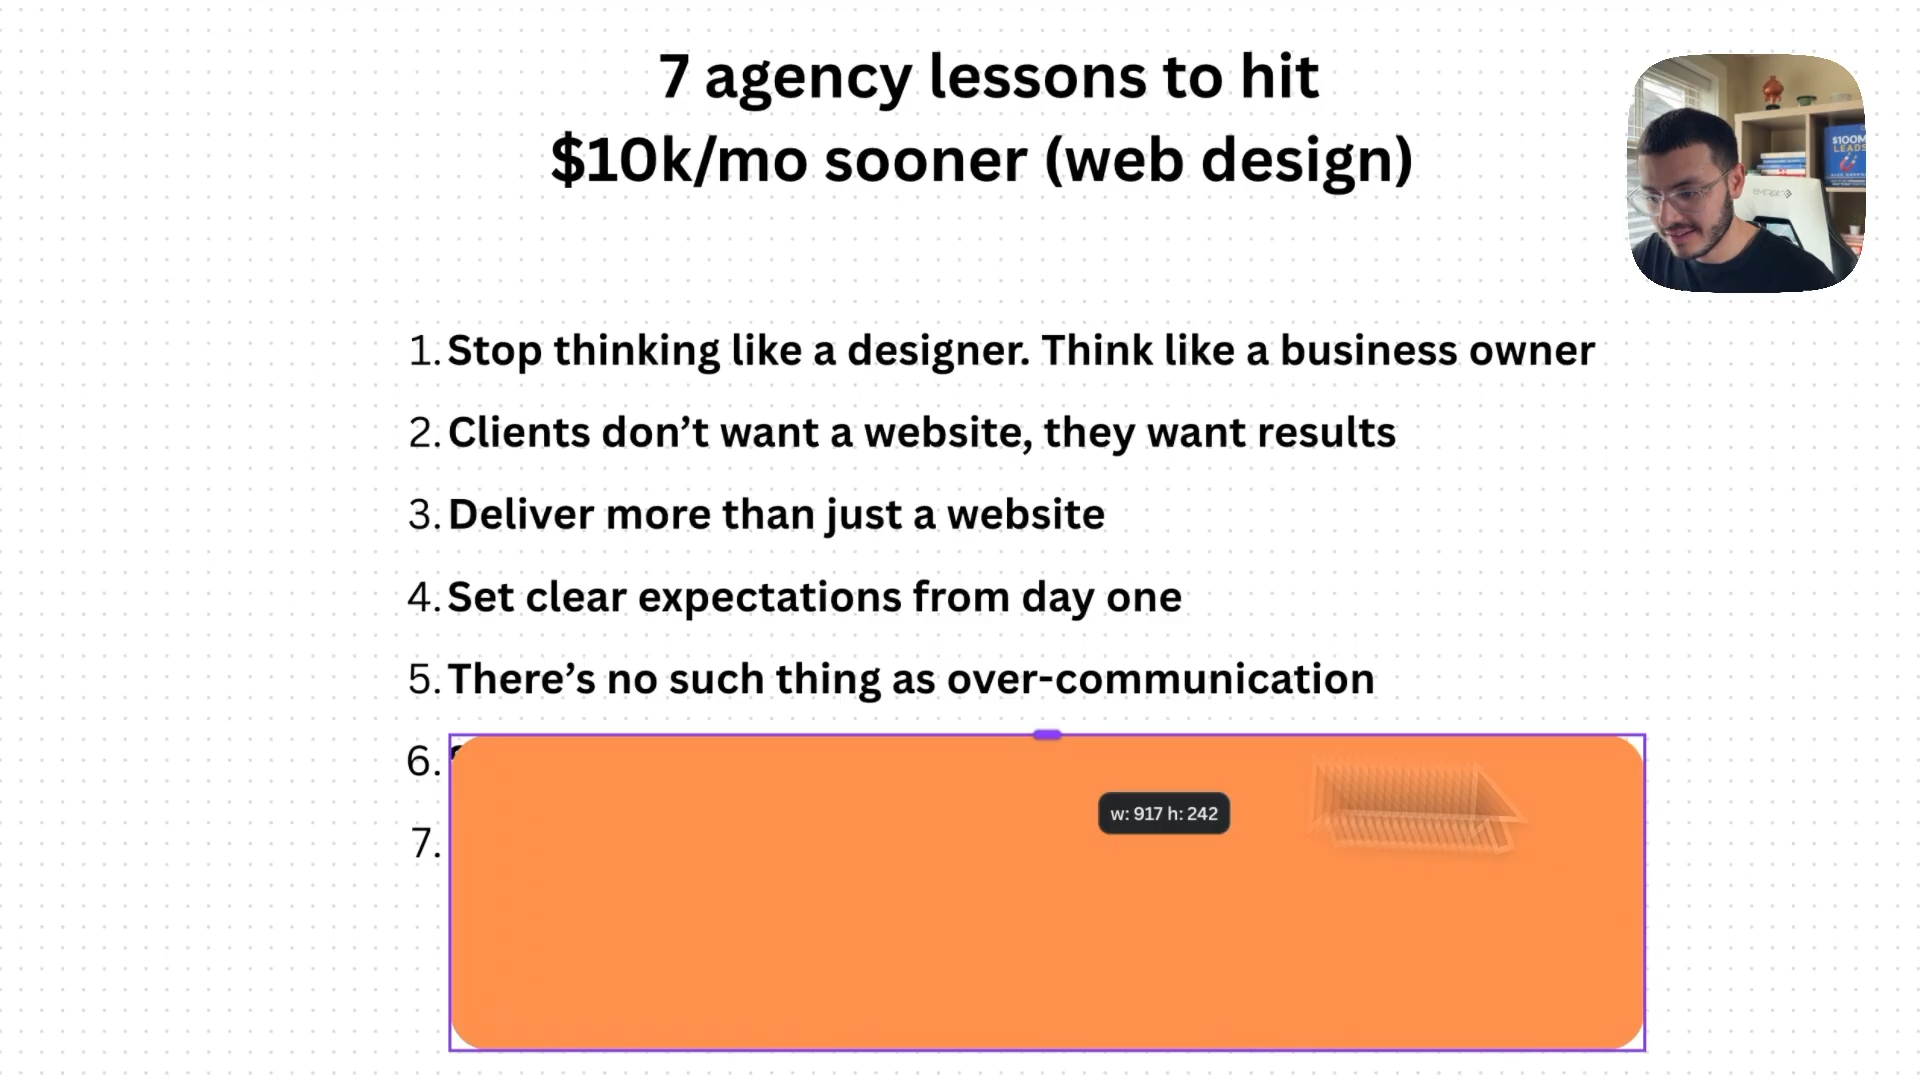 7 agency lessons to hit
$10k/mo sooner (web design)
$100M
LEADS
1. Stop thinking like a designer. Think like a business owner
2. Clients don’t want a website, they want results
3. Deliver more than just a website
4. Set clear expectations from day one
5. There’s no such thing as over-communication
6.
w: 917 h: 242
7.